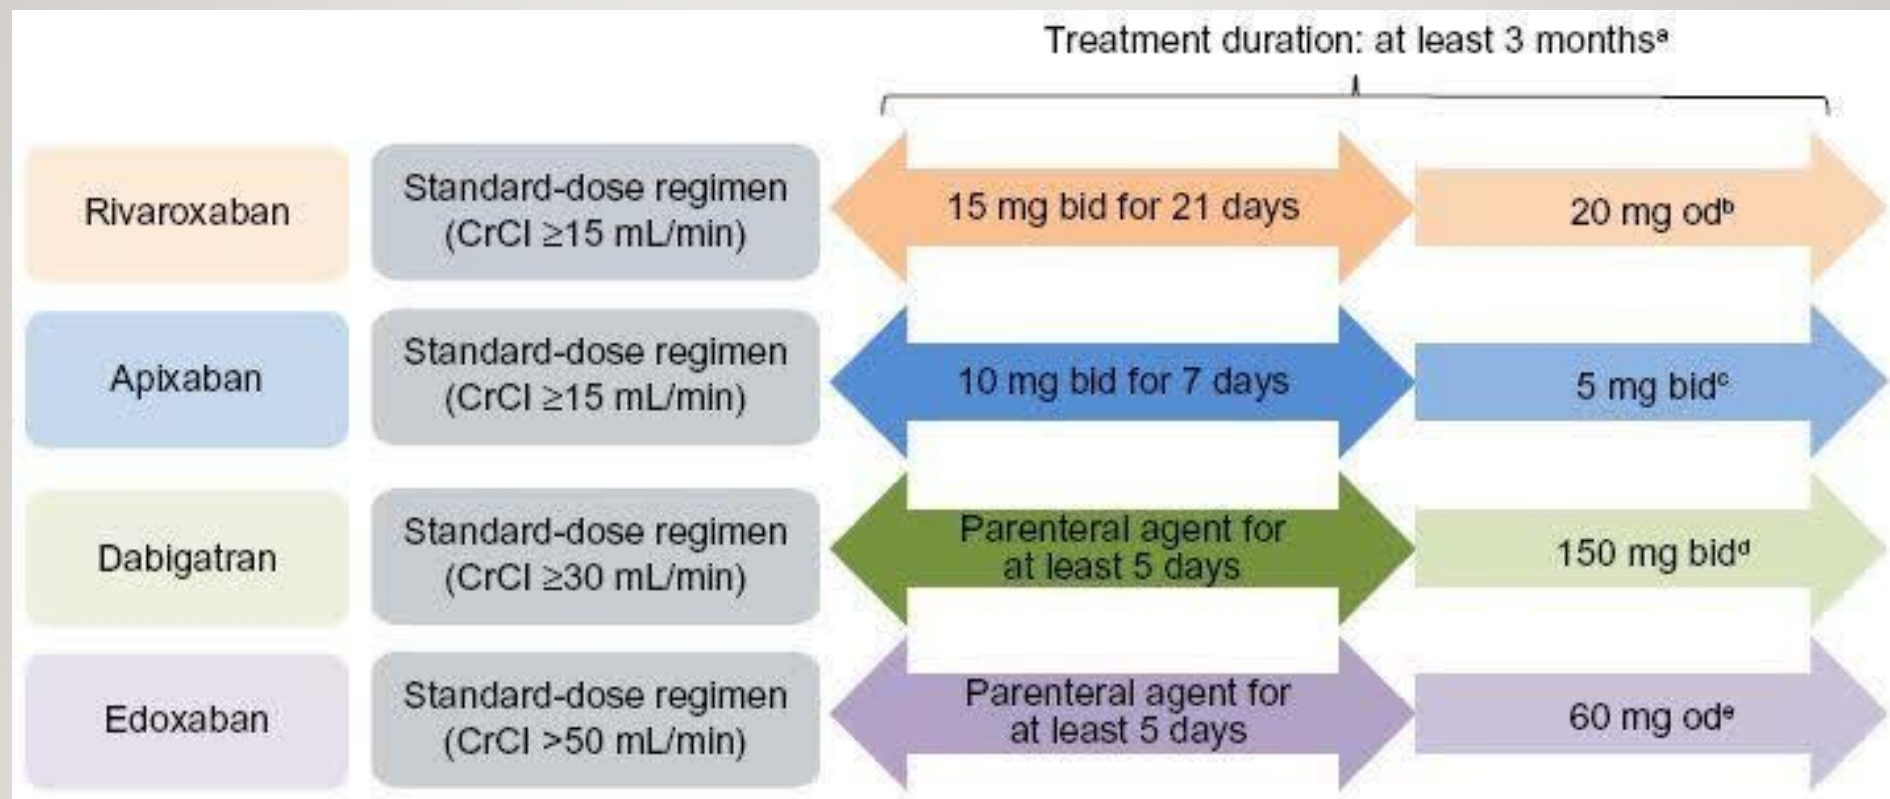 Treatment duration: at least 3 monthsᵃ
Rivaroxaban
Standard-dose regimen
(CrCl ≥15 mL/min)
15 mg bid for 21 days
20 mg odᵇ
Apixaban
Standard-dose regimen
(CrCl ≥15 mL/min)
10 mg bid for 7 days
5 mg bidᶜ
Dabigatran
Standard-dose regimen
(CrCl ≥30 mL/min)
Parenteral agent for
at least 5 days
150 mg bidᵈ
Edoxaban
Standard-dose regimen
(CrCl >50 mL/min)
Parenteral agent for
at least 5 days
60 mg odᵉ